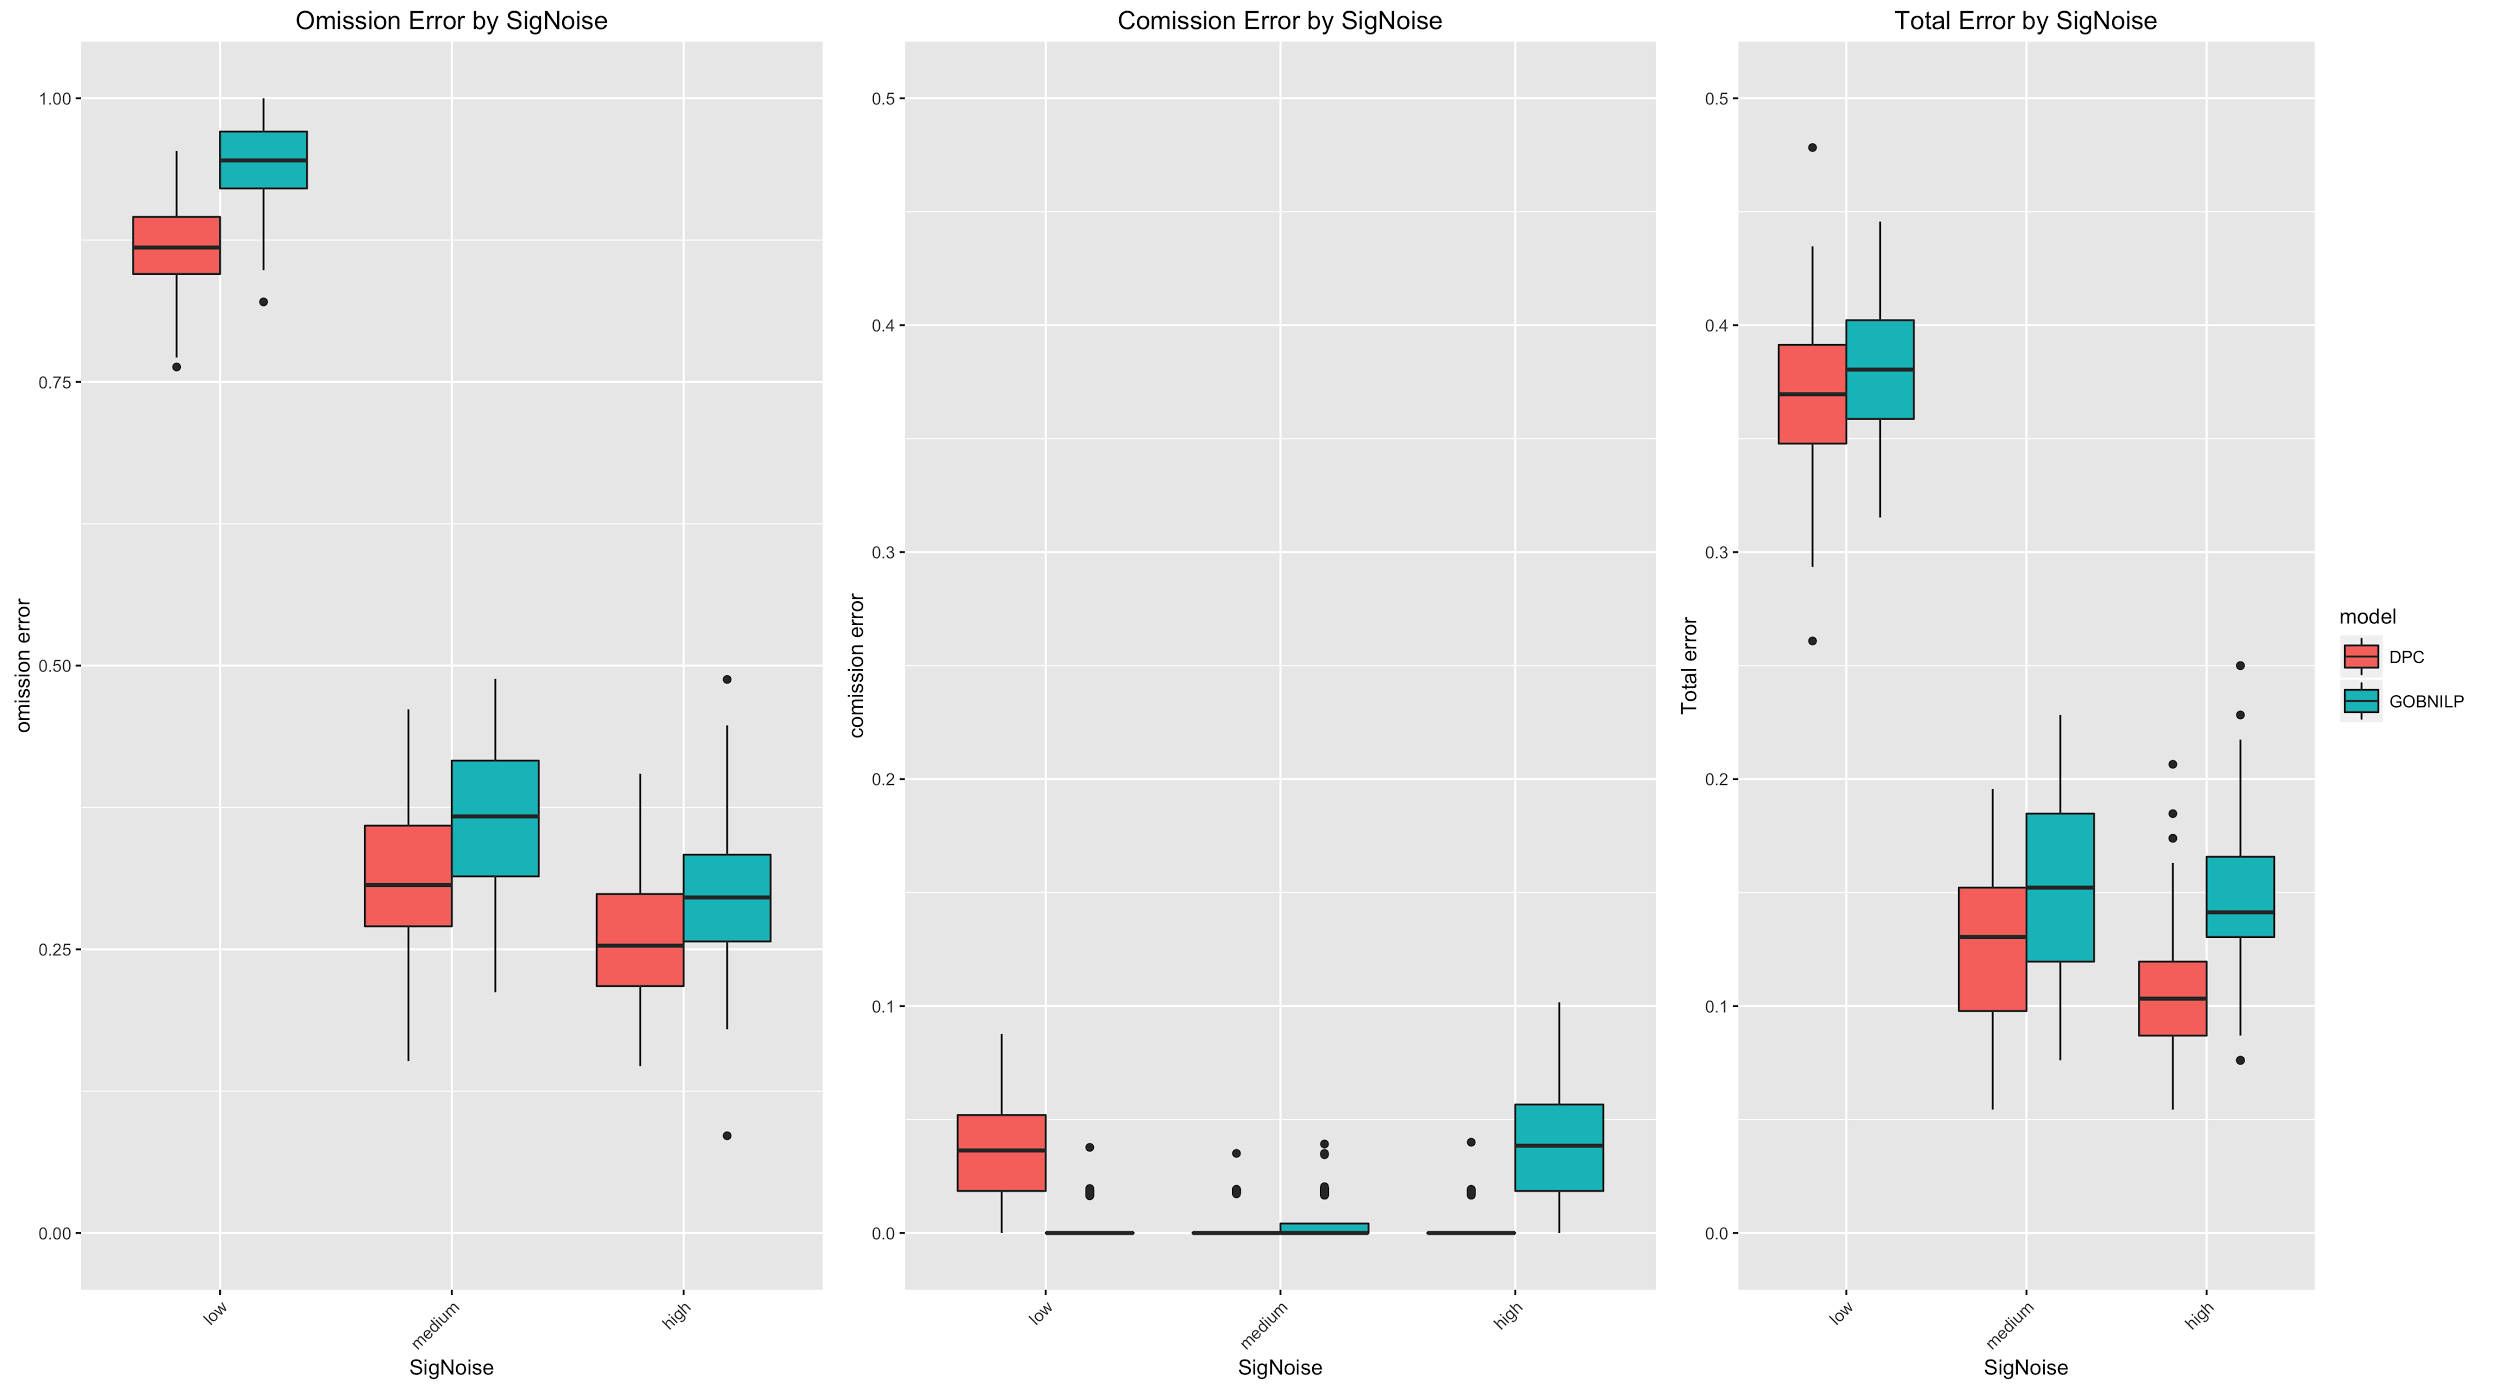 Omission Error by SigNoise
omission error
1.00
0.75
0.50
0.25
0.00
low
medium
high
SigNoise
Comission Error by SigNoise
comission error
0.5
0.4
0.3
0.2
0.1
0.0
low
medium
high
SigNoise
Total Error by SigNoise
Total error
0.5
0.4
0.3
0.2
0.1
0.0
low
medium
high
SigNoise
model
DPC
GOBNILP